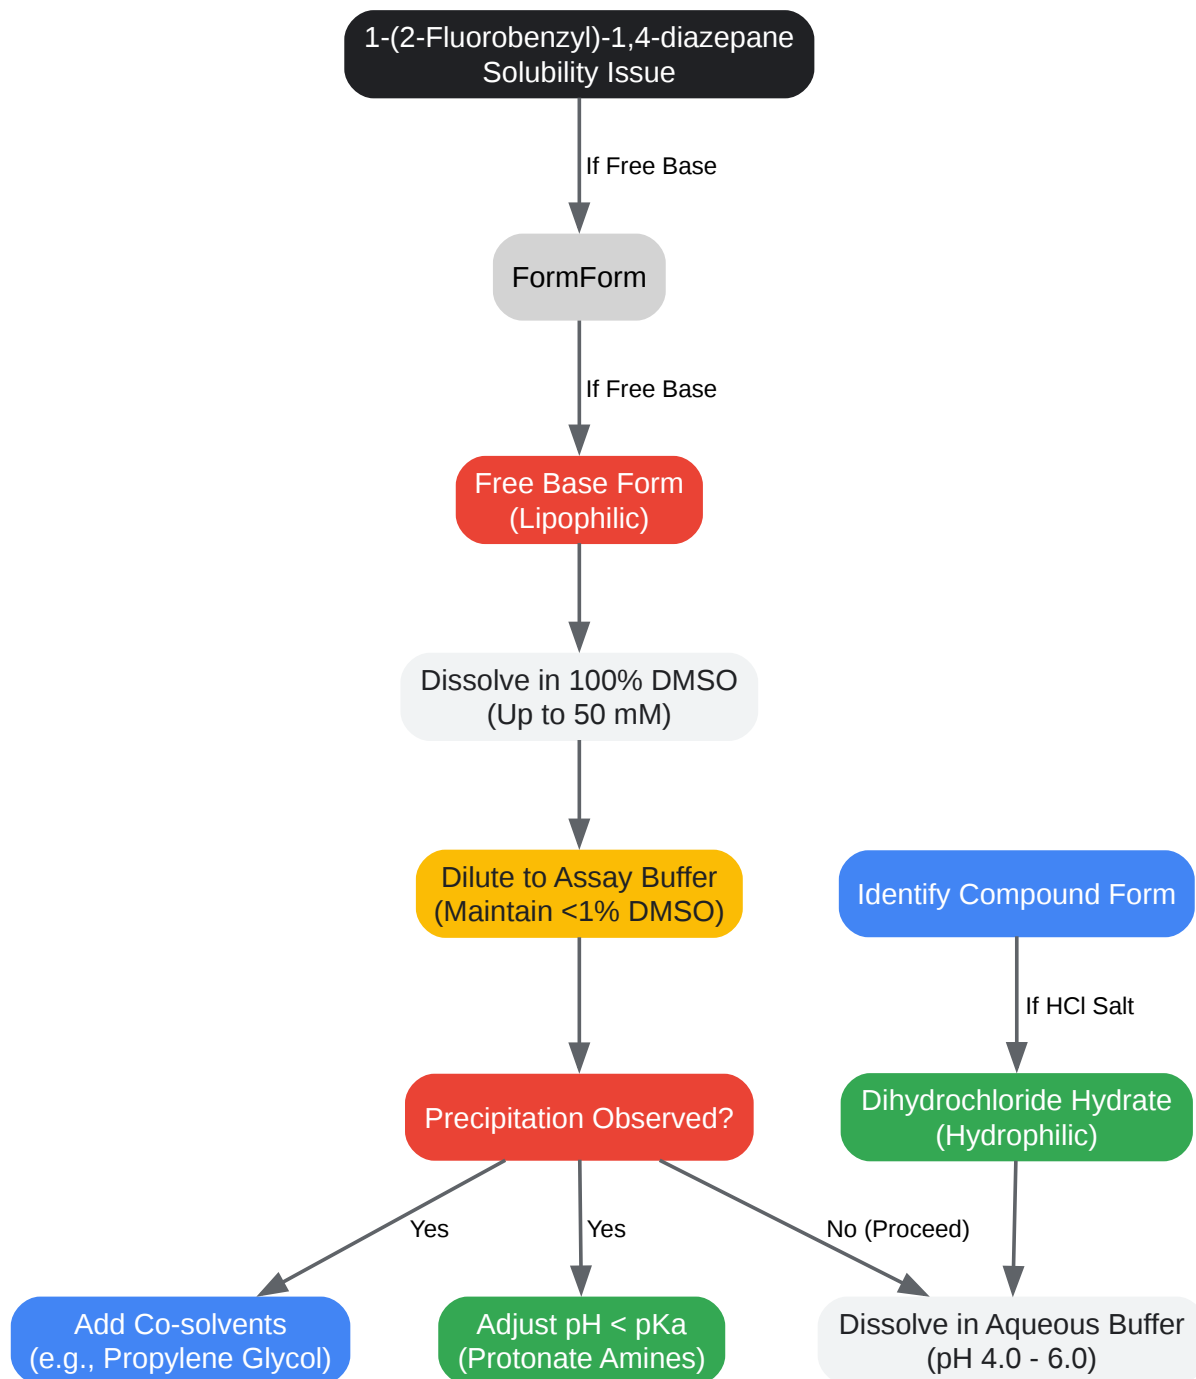 1-(2-Fluorobenzyl)-1,4-diazepane
Solubility Issue
If Free Base
FormForm
If Free Base
Free Base Form
(Lipophilic)
Dissolve in 100% DMSO
(Up to 50 mM)
Dilute to Assay Buffer
(Maintain <1% DMSO)
Identify Compound Form
If HCl Salt
Precipitation Observed?
Dihydrochloride Hydrate
(Hydrophilic)
Yes
Yes
No (Proceed)
Add Co-solvents
(e.g., Propylene Glycol)
Adjust pH < pKa
(Protonate Amines)
Dissolve in Aqueous Buffer
(pH 4.0 - 6.0)